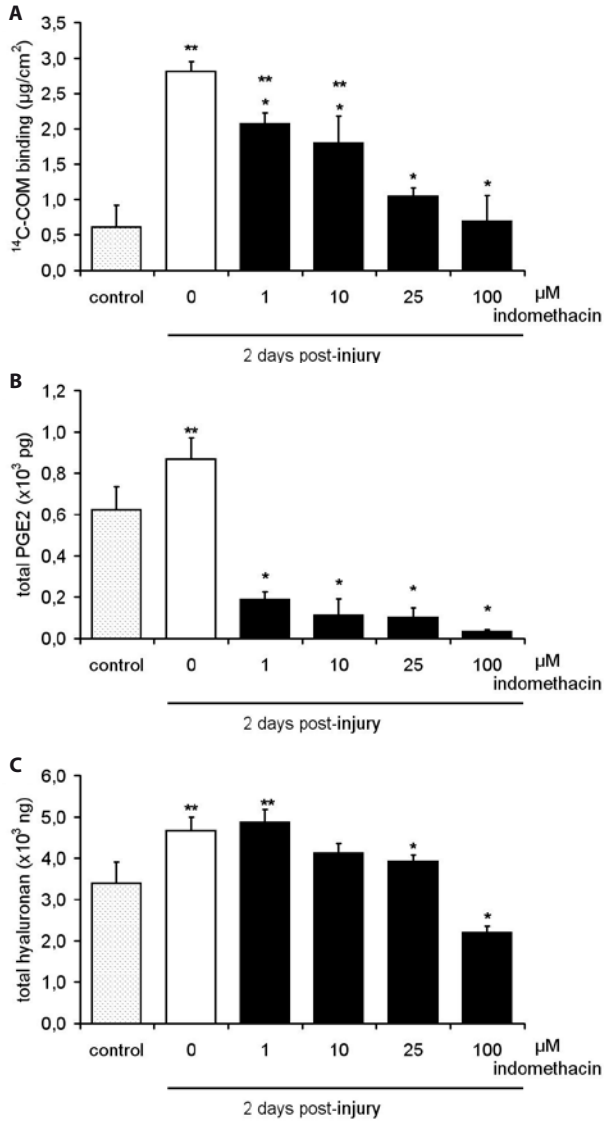 A
¹⁴C-COM binding (µg/cm²)
3,5
3,0
2,5
2,0
1,5
1,0
0,5
0,0
**
**
*
**
*
*
*
control 0 1 10 25 100 µM
indomethacin
2 days post-injury
B
total PGE2 (x10³ pg)
1,2
1,0
0,8
0,6
0,4
0,2
0,0
**
*
*
*
*
control 0 1 10 25 100 µM
indomethacin
2 days post-injury
C
total hyaluronan (x10³ ng)
6,0
5,0
4,0
3,0
2,0
1,0
0,0
**
**
*
*
control 0 1 10 25 100 µM
indomethacin
2 days post-injury